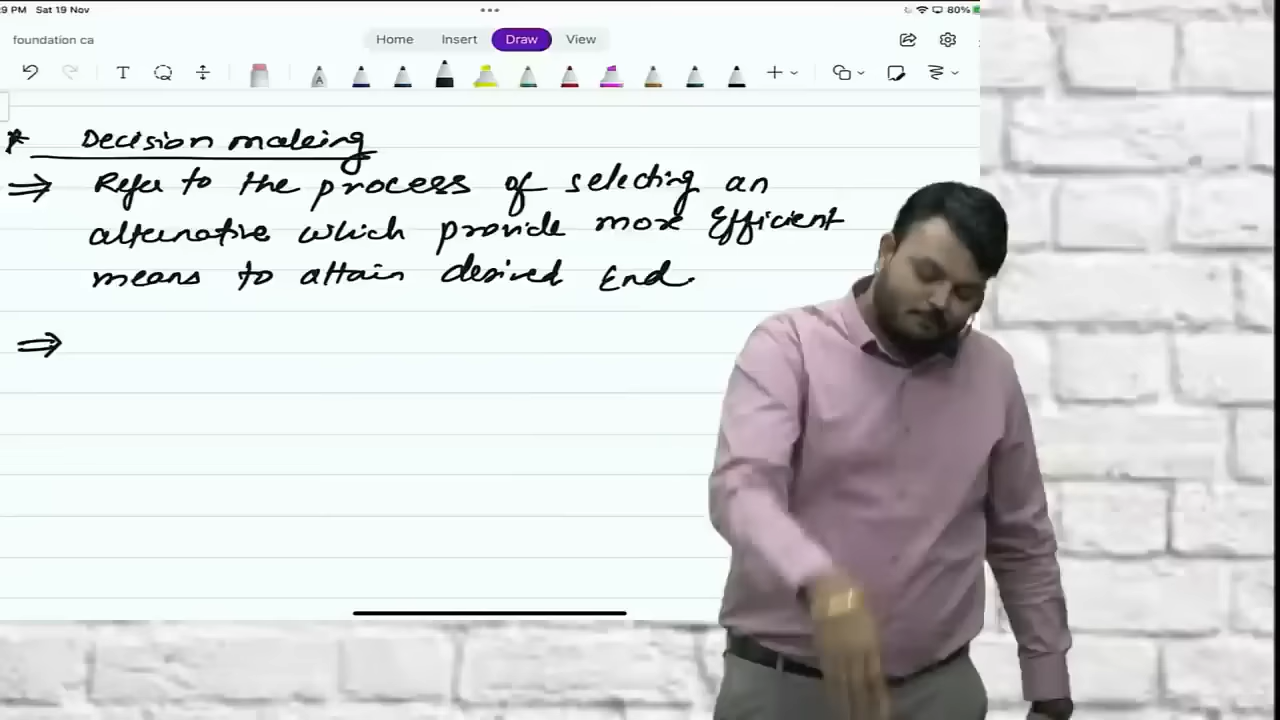 9 PM Sat 19 Nov
80%
foundation ca
Home Insert Draw View
T
A
* Decision making
⇒ Refer to the process of selecting an
alternative which provide more Efficient
means to attain desired End.
⇒